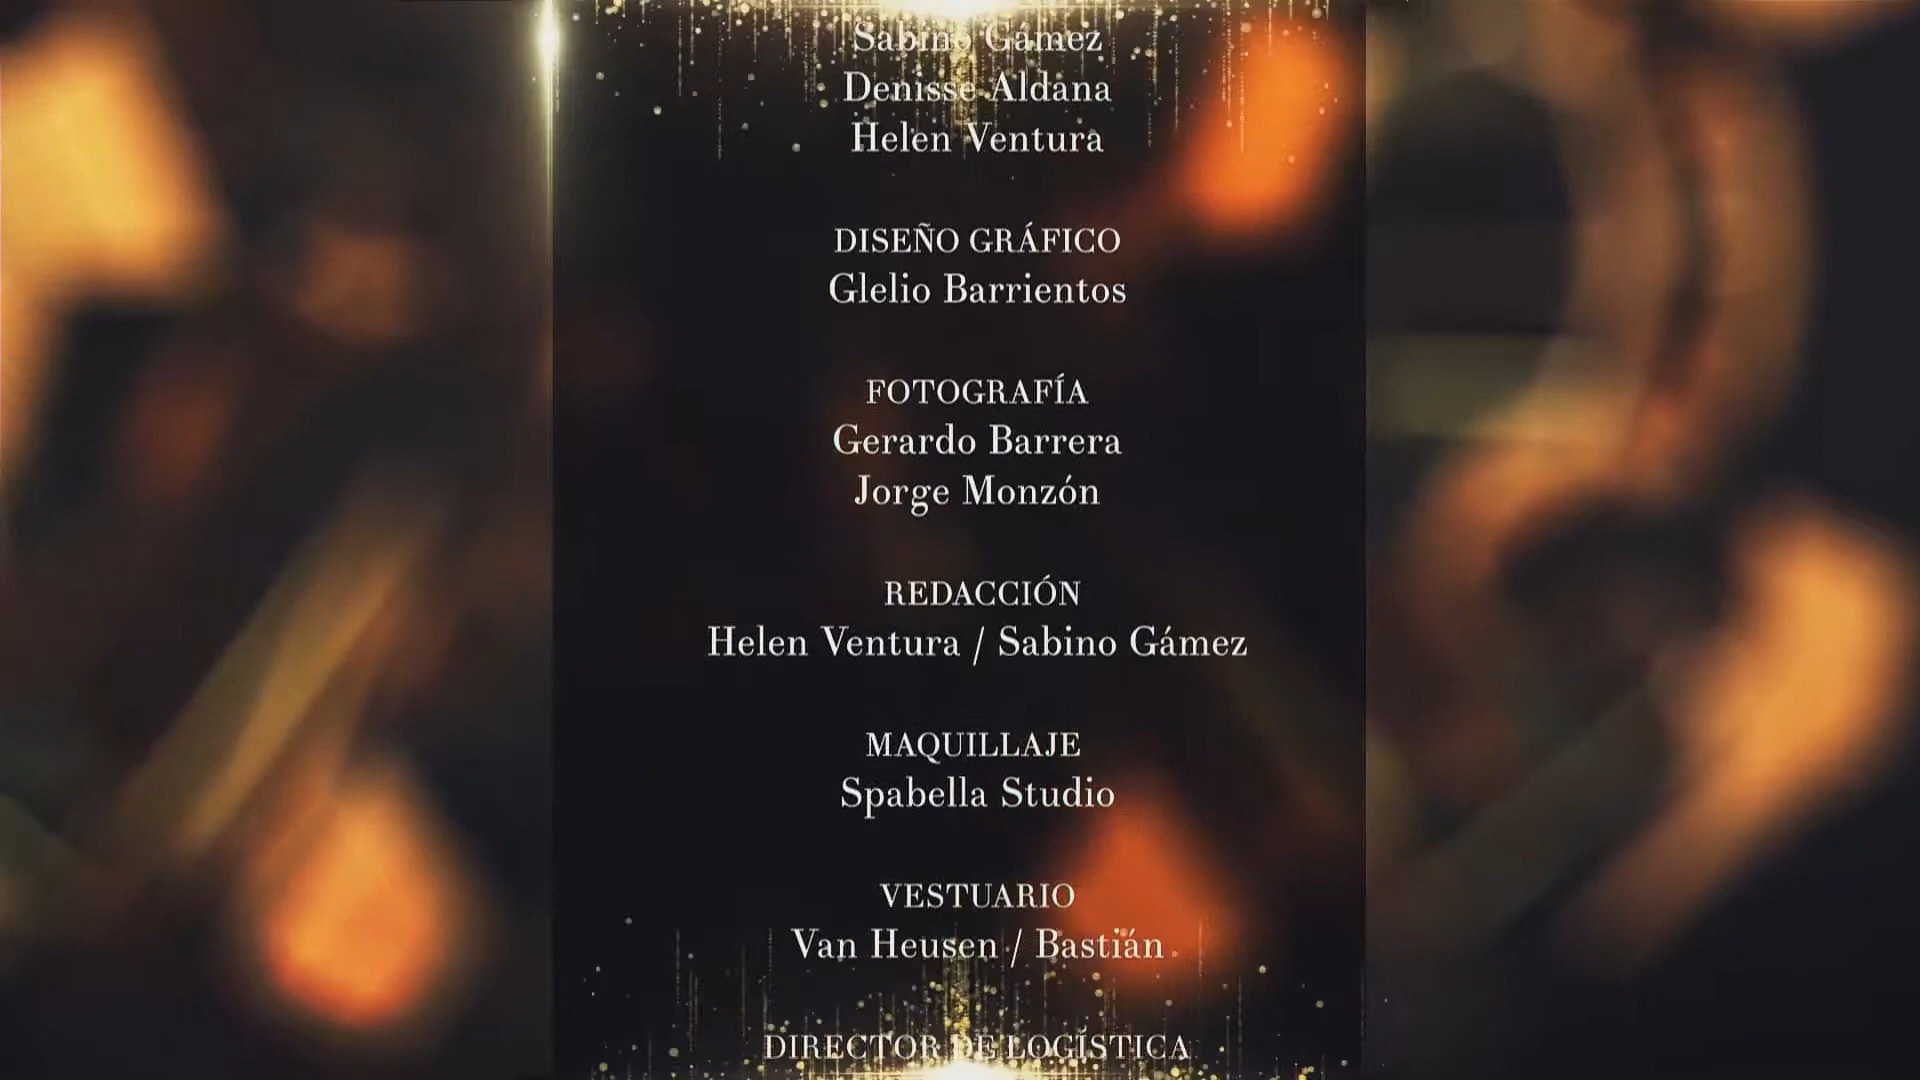 Sabino Gámez
Denisse Aldana
Helen Ventura
DISEÑO GRÁFICO
Glelio Barrientos
FOTOGRAFÍA
Gerardo Barrera
Jorge Monzón
REDACCIÓN
Helen Ventura / Sabino Gámez
MAQUILLAJE
Spabella Studio
VESTUARIO
Van Heusen / Bastián
DIRECTOR DE LOGÍSTICA